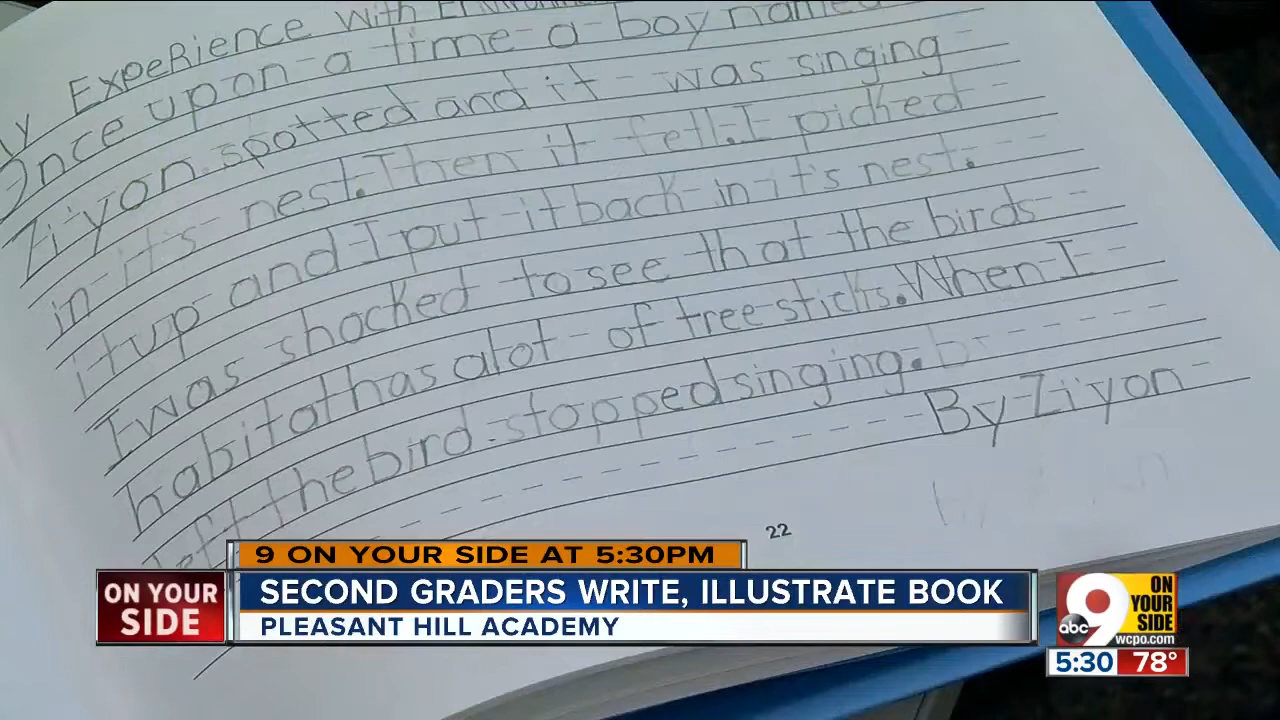 My Experience with Environme
Once upon a time a boy named
Zi'yon spotted and it was singing
in it's nest. Then it fell. I picked
it up and I put it back in it's nest.
I was shocked to see that the birds
habitat has alot of tree sticks. When I
left the bird stopped singing. b
By Zi'yon
22
9 ON YOUR SIDE AT 5:30PM
ON YOUR SIDE
SECOND GRADERS WRITE, ILLUSTRATE BOOK
PLEASANT HILL ACADEMY
abc 9 ON YOUR SIDE
wcpo.com
5:30 78°